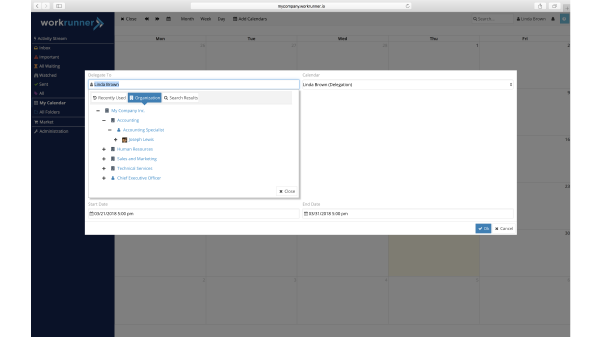 mycompany.workrunner.io
workrunner
Close
Month Week Day Add Calendars
Search...
Linda Brown
Activity Stream
Inbox
Important
All Waiting
Watched
Sent
All
My Calendar
All Folders
Market
Administration
Mon Tue Wed Thu Fri
Delegate To
Calendar
Linda Brown
Linda Brown (Delegation)
Recently Used Organization Search Results
My Company Inc.
Accounting
Accounting Specialist
Joseph Lewis
Human Resources
Sales and Marketing
Technical Services
Chief Executive Officer
Close
Start Date
End Date
03/21/2018 5:00 pm
03/31/2018 5:00 pm
Ok Cancel